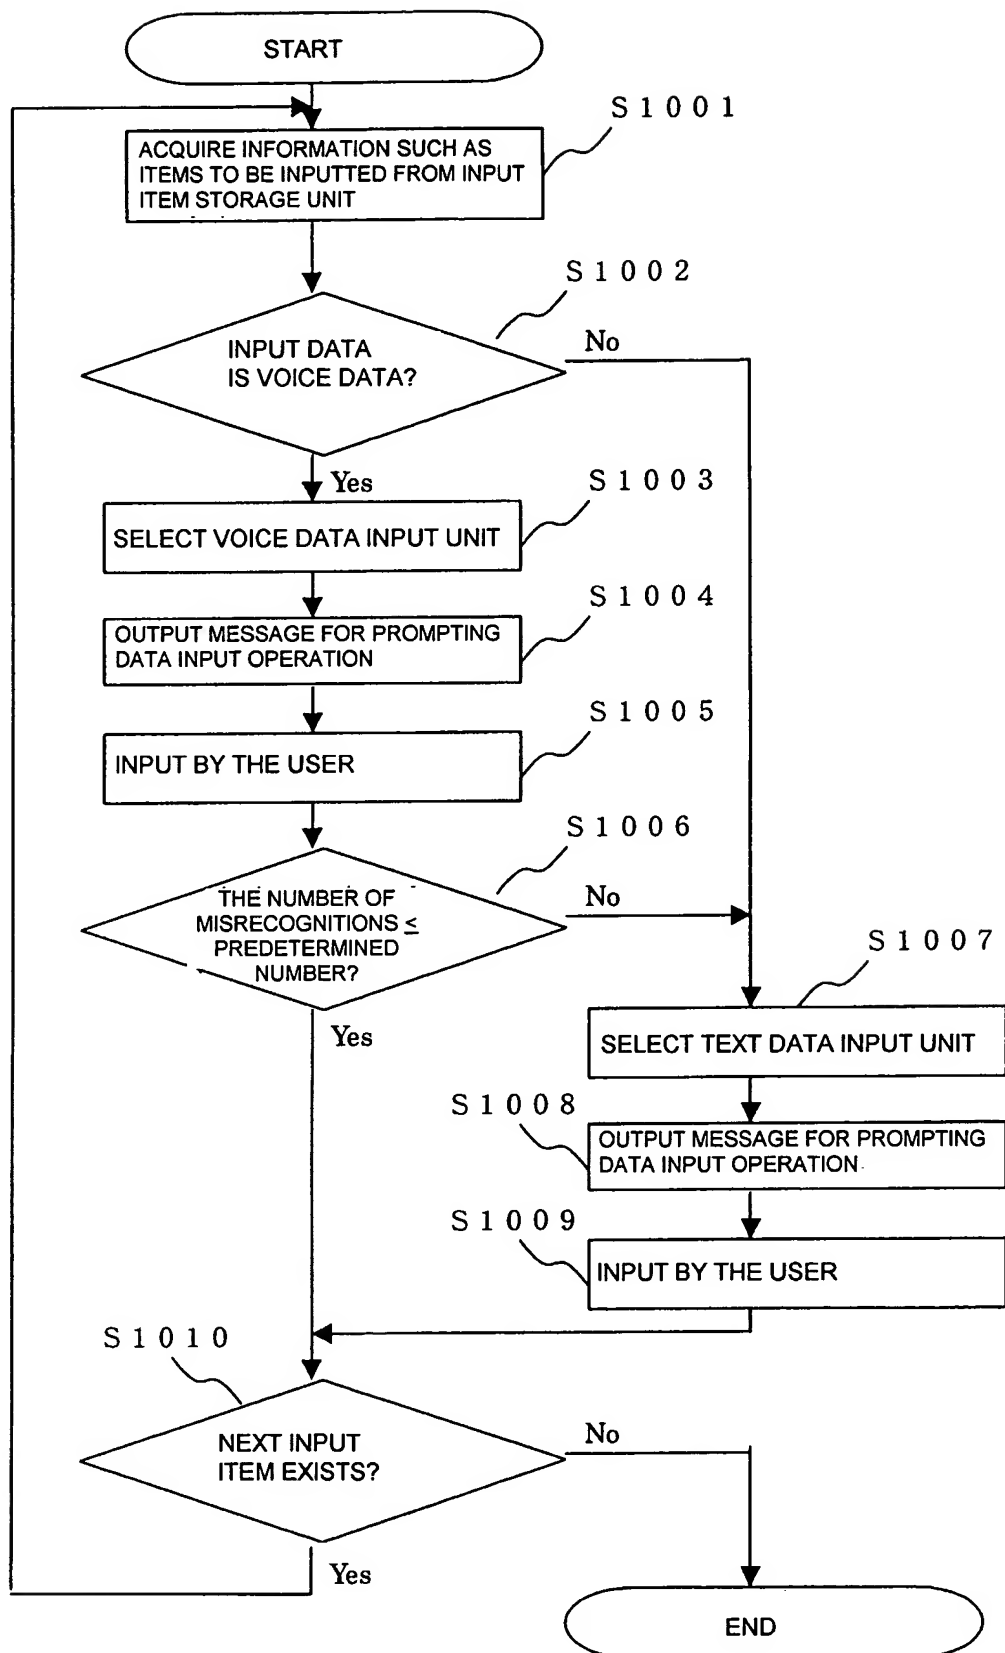 START
S1001
ACQUIRE INFORMATION SUCH AS
ITEMS TO BE INPUTTED FROM INPUT
ITEM STORAGE UNIT
S1002
INPUT DATA
IS VOICE DATA?
No
Yes
S1003
SELECT VOICE DATA INPUT UNIT
S1004
OUTPUT MESSAGE FOR PROMPTING
DATA INPUT OPERATION
S1005
INPUT BY THE USER
S1006
THE NUMBER OF
MISRECOGNITIONS ≤
PREDETERMINED
NUMBER?
No
Yes
S1007
SELECT TEXT DATA INPUT UNIT
S1008
OUTPUT MESSAGE FOR PROMPTING
DATA INPUT OPERATION
S1009
INPUT BY THE USER
S1010
NEXT INPUT
ITEM EXISTS?
No
Yes
END